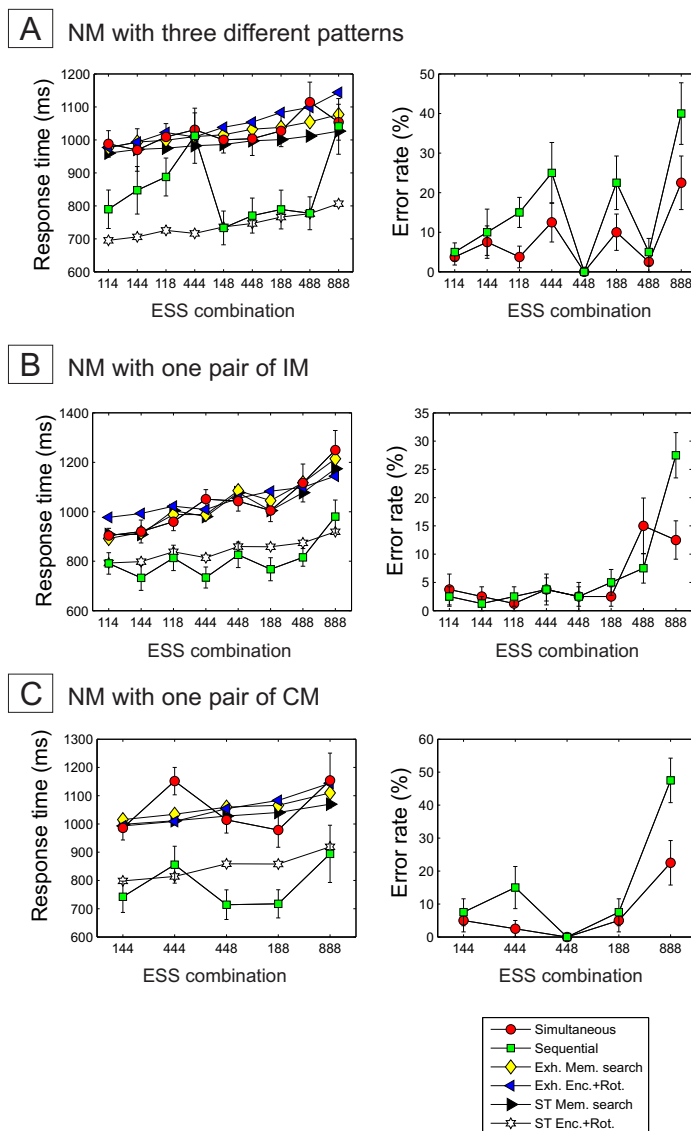 A NM with three different patterns
Response time (ms)
1200
1100
1000
900
800
700
600
114 144 118 444 448 188 488 888
ESS combination
Error rate (%)
50
40
30
20
10
0
114 144 118 444 448 188 488 888
ESS combination
B NM with one pair of IM
Response time (ms)
1400
1200
1000
800
600
114 144 118 444 448 188 488 888
ESS combination
Error rate (%)
35
30
25
20
15
10
5
0
114 144 118 444 448 188 488 888
ESS combination
C NM with one pair of CM
Response time (ms)
1300
1200
1100
1000
900
800
700
600
144 444 448 188 888
ESS combination
Error rate (%)
60
50
40
30
20
10
0
144 444 448 188 888
ESS combination
Simultaneous
Sequential
Exh. Mem. search
Exh. Enc.+Rot.
ST Mem. search
ST Enc.+Rot.